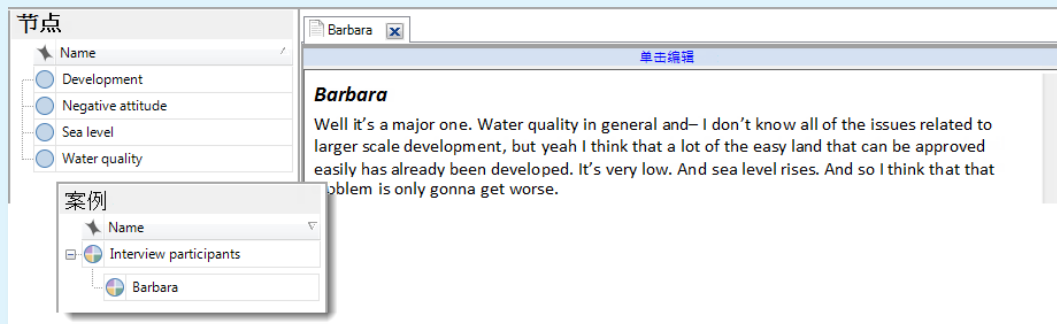 节点
Name
Development
Negative attitude
Sea level
Water quality
案例
Name
Interview participants
Barbara
Barbara
单击编辑
Barbara
Well it's a major one. Water quality in general and– I don't know all of the issues related to
larger scale development, but yeah I think that a lot of the easy land that can be approved
easily has already been developed. It's very low. And sea level rises. And so I think that that
problem is only gonna get worse.